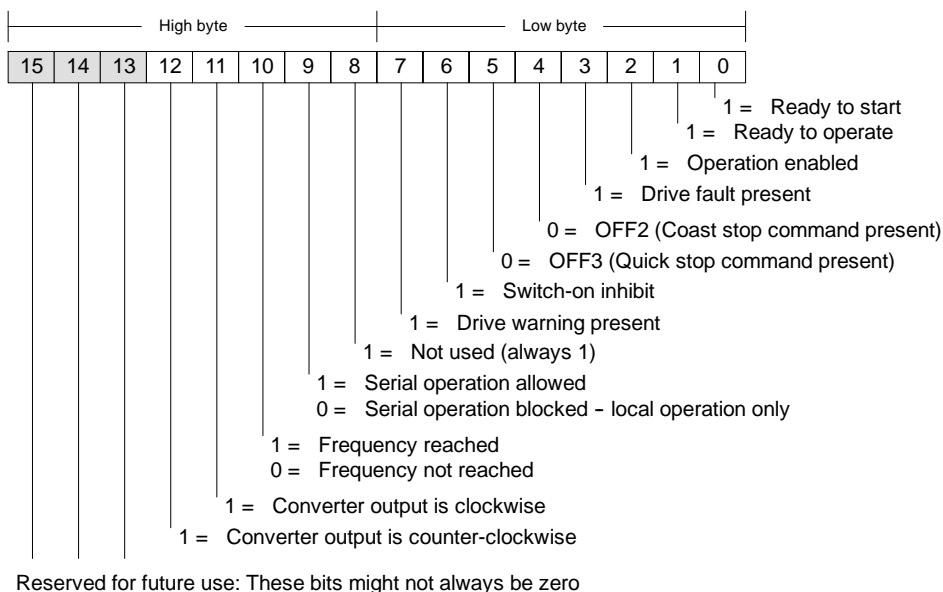 High byte Low byte
15 14 13 12 11 10 9 8 7 6 5 4 3 2 1 0
1 = Ready to start
1 = Ready to operate
1 = Operation enabled
1 = Drive fault present
0 = OFF2 (Coast stop command present)
0 = OFF3 (Quick stop command present)
1 = Switch-on inhibit
1 = Drive warning present
1 = Not used (always 1)
1 = Serial operation allowed
0 = Serial operation blocked – local operation only
1 = Frequency reached
0 = Frequency not reached
1 = Converter output is clockwise
1 = Converter output is counter-clockwise
Reserved for future use: These bits might not always be zero